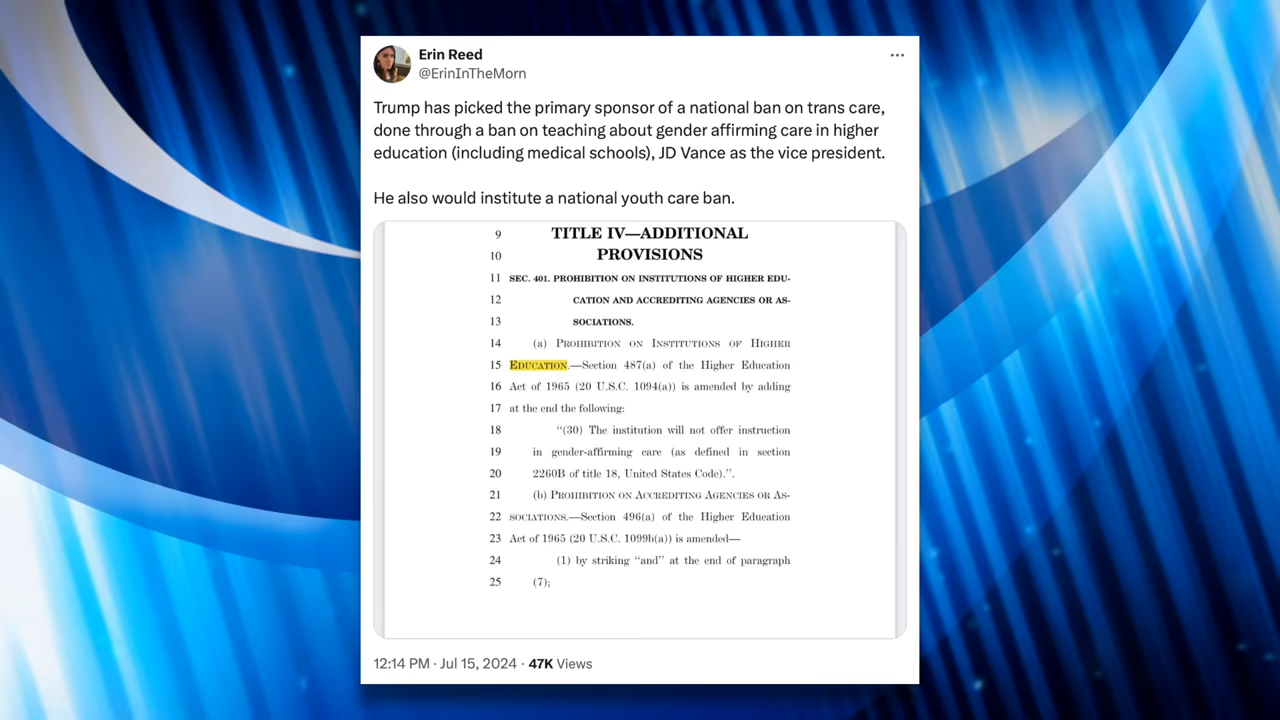 Erin Reed
@ErinInTheMorn
Trump has picked the primary sponsor of a national ban on trans care,
done through a ban on teaching about gender affirming care in higher
education (including medical schools), JD Vance as the vice president.
He also would institute a national youth care ban.
9 TITLE IV—ADDITIONAL
10 PROVISIONS
11 SEC. 401. PROHIBITION ON INSTITUTIONS OF HIGHER EDU-
12 CATION AND ACCREDITING AGENCIES OR AS-
13 SOCIATIONS.
14 (a) PROHIBITION ON INSTITUTIONS OF HIGHER
15 EDUCATION.—Section 487(a) of the Higher Education
16 Act of 1965 (20 U.S.C. 1094(a)) is amended by adding
17 at the end the following:
18 “(30) The institution will not offer instruction
19 in gender-affirming care (as defined in section
20 2260B of title 18, United States Code).”.
21 (b) PROHIBITION ON ACCREDITING AGENCIES OR AS-
22 SOCIATIONS.—Section 496(a) of the Higher Education
23 Act of 1965 (20 U.S.C. 1099b(a)) is amended—
24 (1) by striking “and” at the end of paragraph
25 (7);
12:14 PM · Jul 15, 2024 · 47K Views